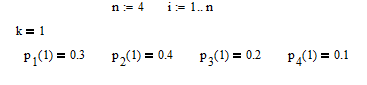 n := 4 i := 1.. n
k = 1
p₁(1) = 0.3 p₂(1) = 0.4 p₃(1) = 0.2 p₄(1) = 0.1